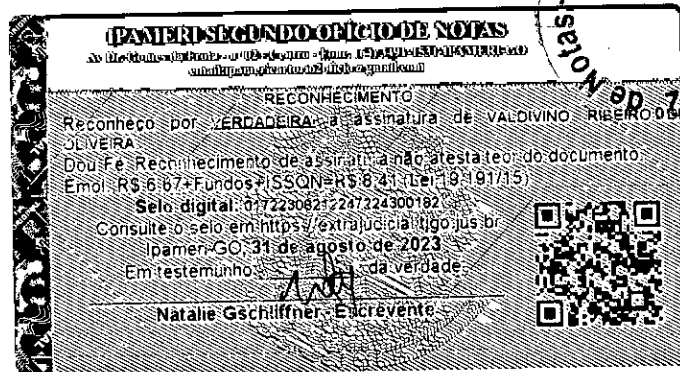 IPAMERI SEGUNDO OFÍCIO DE NOTAS
RECONHECIMENTO
Reconheço por VERDADEIRA a assinatura de VALDIVINO RIBEIRO DE
OLIVEIRA
Dou Fé. Reconhecimento de assinatura não atesta teor do documento.
Emol. R$ 6,67+Fundos+ISSQN=R$ 8,41 (Lei 19.191/15)
Selo digital: 01722308212247324300182
Consulte o selo em https://extrajudicial.tjgo.jus.br
Ipameri-GO, 31 de agosto de 2023
Em testemunho da verdade
Natalie Gschliffner - Escrevente
de Notas